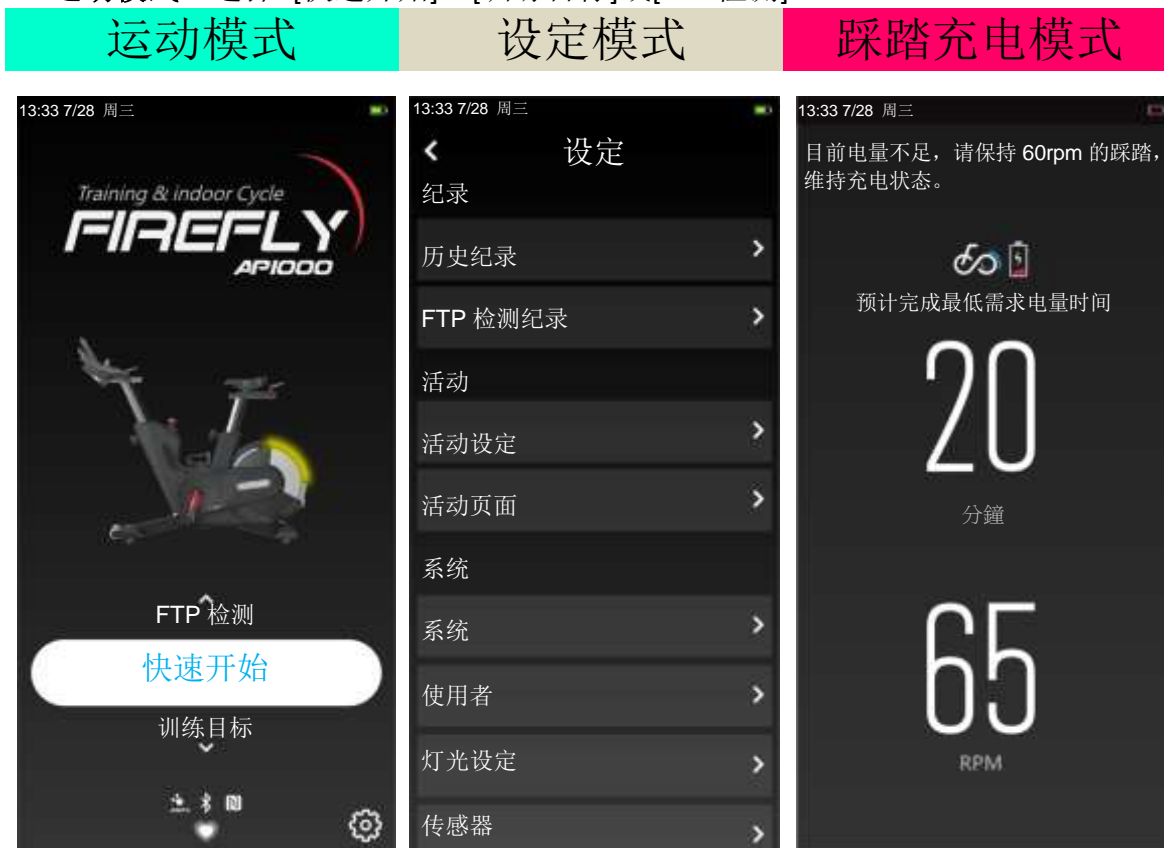 运动模式
设定模式
踩踏充电模式
13:33 7/28 周三
Training & indoor Cycle
FIREFLY
AP1000
FTP 检测
快速开始
训练目标
13:33 7/28 周三
设定
纪录
历史纪录
FTP 检测纪录
活动
活动设定
活动页面
系统
系统
使用者
灯光设定
传感器
13:33 7/28 周三
目前电量不足，请保持 60rpm 的踩踏，
维持充电状态。
预计完成最低需求电量时间
20
分鐘
65
RPM